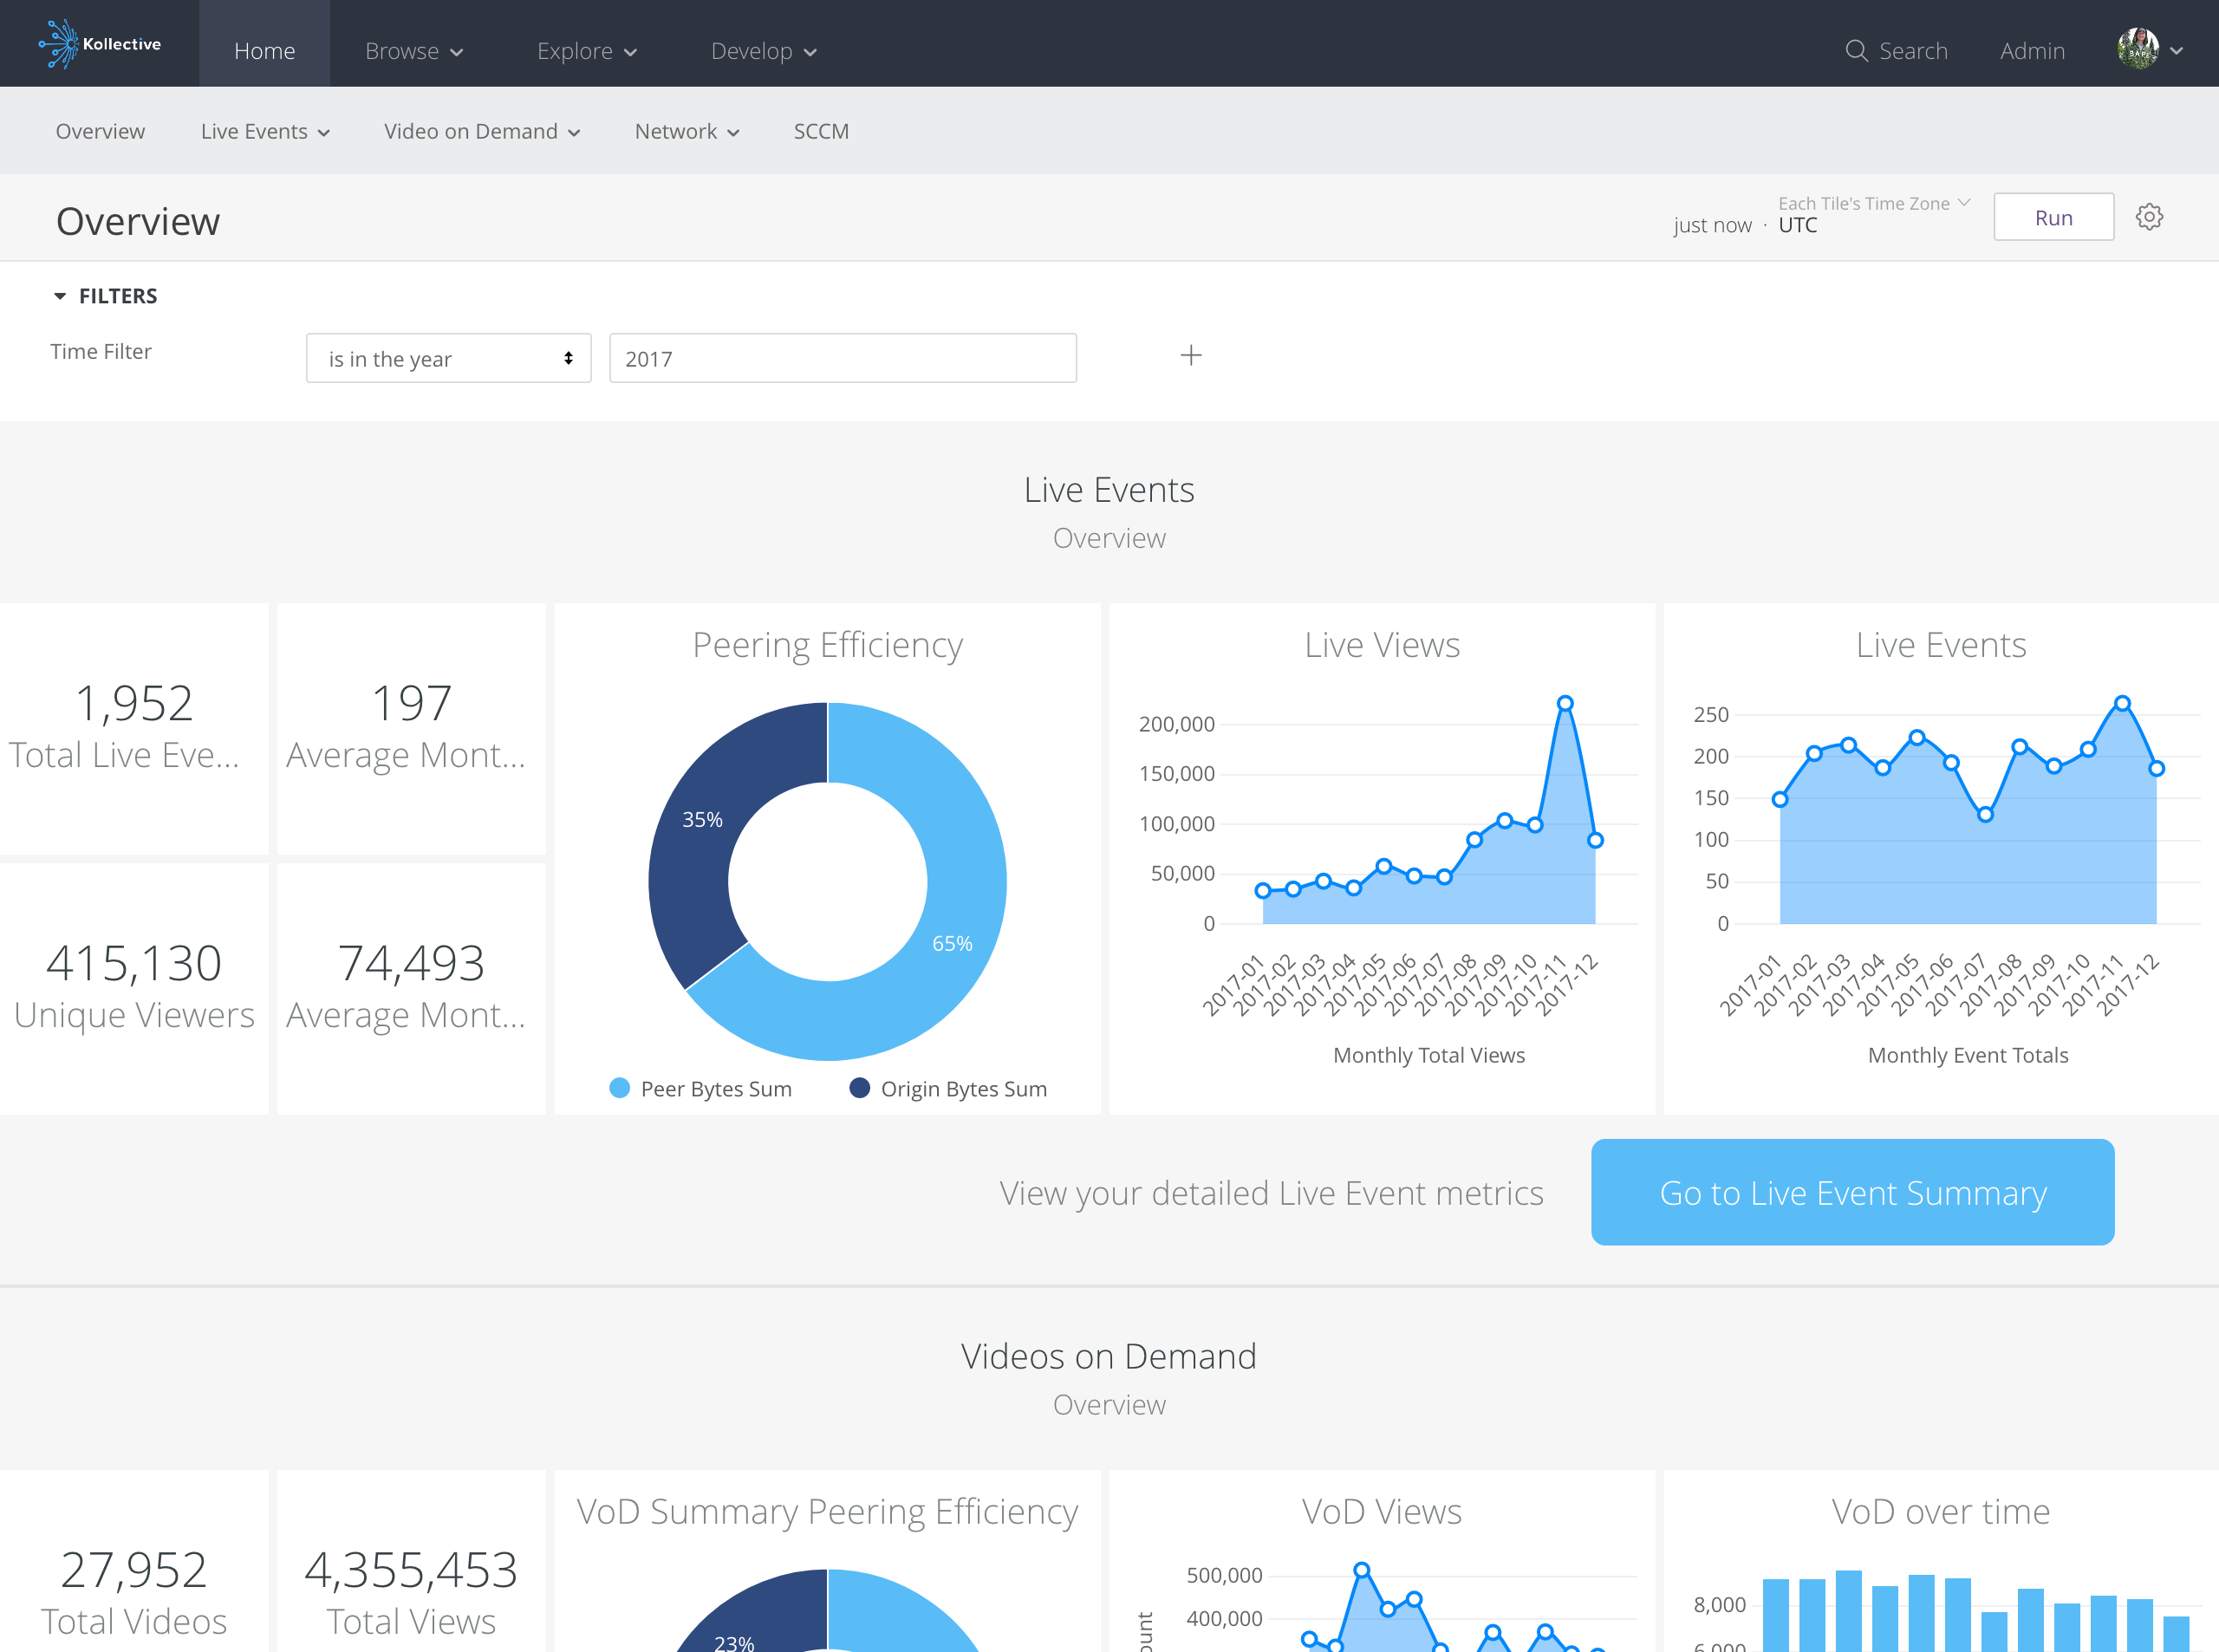 Kollective
Home
Browse
Explore
Develop
Search
Admin
Overview
Live Events
Video on Demand
Network
SCCM
Overview
Each Tile's Time Zone
just now · UTC
Run
FILTERS
Time Filter
is in the year
2017
Live Events
Overview
1,952
Total Live Eve...
197
Average Mont...
415,130
Unique Viewers
74,493
Average Mont...
Peering Efficiency
35%
65%
Peer Bytes Sum
Origin Bytes Sum
Live Views
200,000
150,000
100,000
50,000
0
2017-01
2017-02
2017-03
2017-04
2017-05
2017-06
2017-07
2017-08
2017-09
2017-10
2017-11
2017-12
Monthly Total Views
Live Events
250
200
150
100
50
0
2017-01
2017-02
2017-03
2017-04
2017-05
2017-06
2017-07
2017-08
2017-09
2017-10
2017-11
2017-12
Monthly Event Totals
View your detailed Live Event metrics
Go to Live Event Summary
Videos on Demand
Overview
27,952
Total Videos
4,355,453
Total Views
VoD Summary Peering Efficiency
23%
VoD Views
500,000
400,000
VoD over time
8,000
6,000